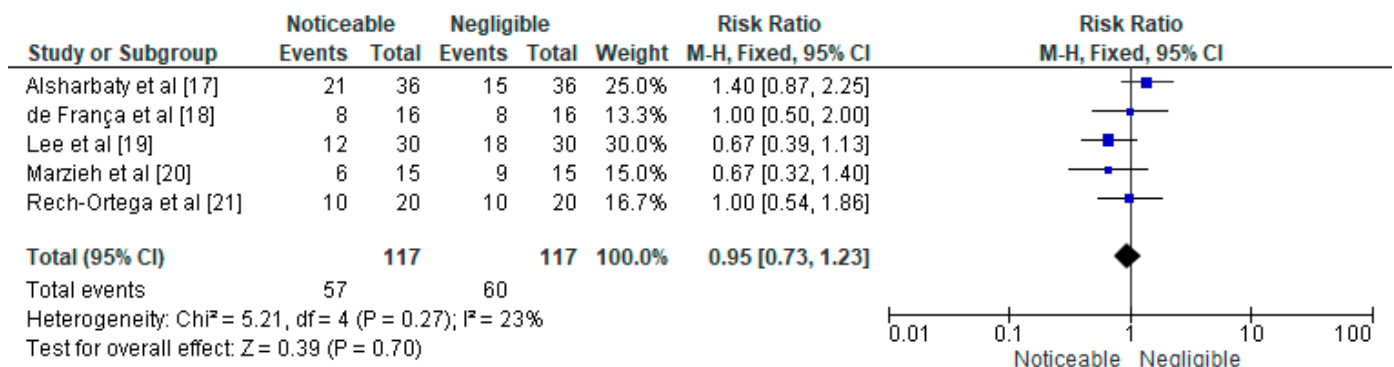 Noticeable Negligible Risk Ratio Risk Ratio
Study or Subgroup Events Total Events Total Weight M-H, Fixed, 95% CI M-H, Fixed, 95% CI
Alsharbaty et al [17] 21 36 15 36 25.0% 1.40 [0.87, 2.25]
de França et al [18] 8 16 8 16 13.3% 1.00 [0.50, 2.00]
Lee et al [19] 12 30 18 30 30.0% 0.67 [0.39, 1.13]
Marzieh et al [20] 6 15 9 15 15.0% 0.67 [0.32, 1.40]
Rech-Ortega et al [21] 10 20 10 20 16.7% 1.00 [0.54, 1.86]
Total (95% CI) 117 117 100.0% 0.95 [0.73, 1.23]
Total events 57 60
Heterogeneity: Chi² = 5.21, df = 4 (P = 0.27); I² = 23%
Test for overall effect: Z = 0.39 (P = 0.70)
0.01 0.1 1 10 100
Noticeable Negligible